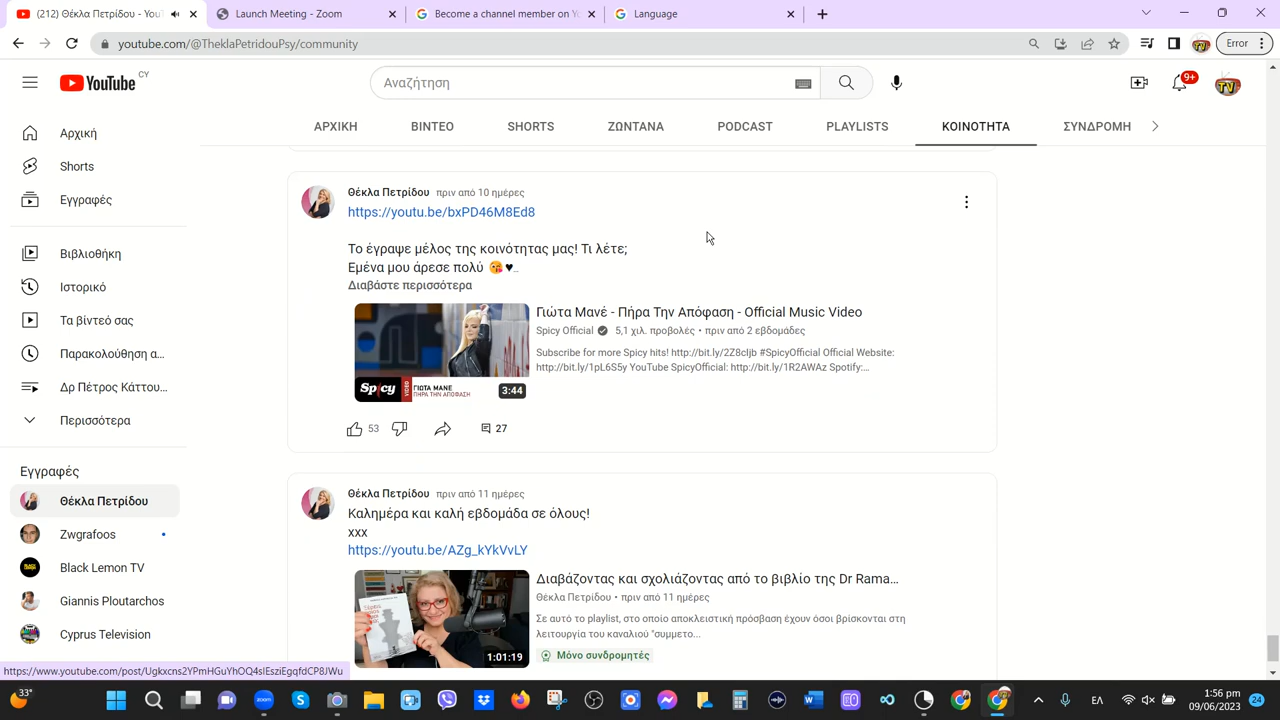 (212) Θέκλα Πετρίδου - YouT
Launch Meeting - Zoom
Become a channel member on Y
Language
youtube.com/@TheklaPetridouPsy/community
Error
YouTube CY
Αναζήτηση
9+
TV
Αρχική
Shorts
Εγγραφές
Βιβλιοθήκη
Ιστορικό
Τα βίντεό σας
Παρακολούθηση α...
Δρ Πέτρος Κάττου...
Περισσότερα
Εγγραφές
Θέκλα Πετρίδου
Zwgrafoos
Black Lemon TV
Giannis Ploutarchos
Cyprus Television
ΑΡΧΙΚΗ
ΒΙΝΤΕΟ
SHORTS
ΖΩΝΤΑΝΑ
PODCAST
PLAYLISTS
ΚΟΙΝΟΤΗΤΑ
ΣΥΝΔΡΟΜΗ
Θέκλα Πετρίδου πριν από 10 ημέρες
https://youtu.be/bxPD46M8Ed8
Το έγραψε μέλος της κοινότητας μας! Τι λέτε;
Εμένα μου άρεσε πολύ 😘♥..
Διαβάστε περισσότερα
Γιώτα Μανέ - Πήρα Την Απόφαση - Official Music Video
Spicy Official 5,1 χιλ. προβολές • πριν από 2 εβδομάδες
Subscribe for more Spicy hits! http://bit.ly/2Z8cIjb #SpicyOfficial Official Website:
http://bit.ly/1pL6S5y YouTube SpicyOfficial: http://bit.ly/1R2AWAz Spotify:...
Spicy VIDEO ΓΙΩΤΑ ΜΑΝΕ
ΠΗΡΑ ΤΗΝ ΑΠΟΦΑΣΗ
3:44
53
27
Θέκλα Πετρίδου πριν από 11 ημέρες
Καλημέρα και καλή εβδομάδα σε όλους!
xxx
https://youtu.be/AZg_kYkVvLY
Διαβάζοντας και σχολιάζοντας από το βιβλίο της Dr Rama...
Θέκλα Πετρίδου • πριν από 11 ημέρες
Σε αυτό το playlist, στο οποίο αποκλειστική πρόσβαση έχουν όσοι βρίσκονται στη
λειτουργία του καναλιού "συμμετο...
Μόνο συνδρομητές
1:01:19
https://www.youtube.com/post/Ugkxcns2YPmHGuYhOQ4sIEsziEgqfdCP8JWu
33°
ΕΛ
1:56 pm
09/06/2023
24